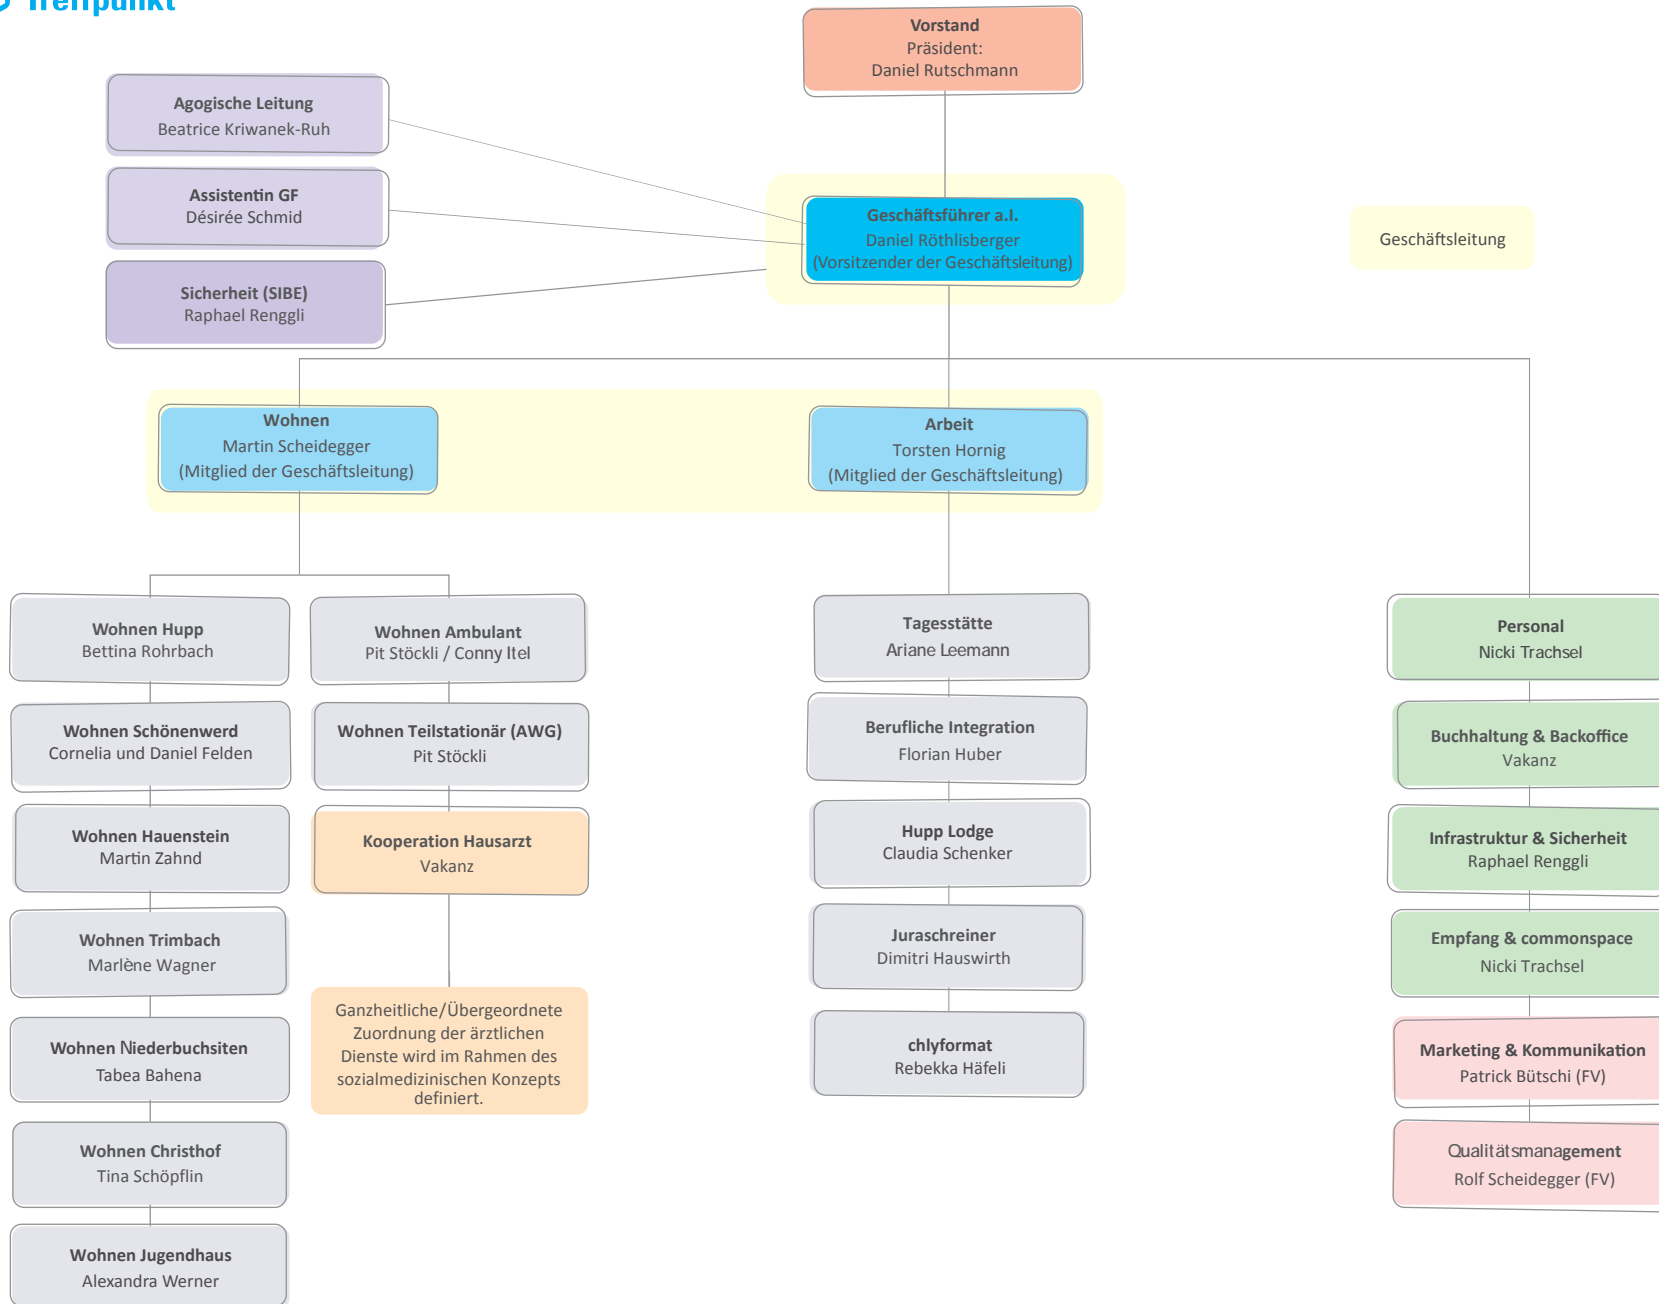 Treffpunkt
Vorstand
Präsident:
Daniel Rutschmann
Agogische Leitung
Beatrice Kriwanek-Ruh
Assistentin GF
Désirée Schmid
Sicherheit (SIBE)
Raphael Renggli
Geschäftsführer a.I.
Daniel Röthlisberger
(Vorsitzender der Geschäftsleitung)
Geschäftsleitung
Wohnen
Martin Scheidegger
(Mitglied der Geschäftsleitung)
Arbeit
Torsten Hornig
(Mitglied der Geschäftsleitung)
Wohnen Hupp
Bettina Rohrbach
Wohnen Schönenwerd
Cornelia und Daniel Felden
Wohnen Hauenstein
Martin Zahnd
Wohnen Trimbach
Marlène Wagner
Wohnen Niederbuchsiten
Tabea Bahena
Wohnen Christhof
Tina Schöpflin
Wohnen Jugendhaus
Alexandra Werner
Wohnen Ambulant
Pit Stöckli / Conny Itel
Wohnen Teilstationär (AWG)
Pit Stöckli
Kooperation Hausarzt
Vakanz
Ganzheitliche/Übergeordnete
Zuordnung der ärztlichen
Dienste wird im Rahmen des
sozialmedizinischen Konzepts
definiert.
Tagesstätte
Ariane Leemann
Berufliche Integration
Florian Huber
Hupp Lodge
Claudia Schenker
Juraschreiner
Dimitri Hauswirth
chlyformat
Rebekka Häfeli
Personal
Nicki Trachsel
Buchhaltung & Backoffice
Vakanz
Infrastruktur & Sicherheit
Raphael Renggli
Empfang & commonspace
Nicki Trachsel
Marketing & Kommunikation
Patrick Bütschi (FV)
Qualitätsmanagement
Rolf Scheidegger (FV)